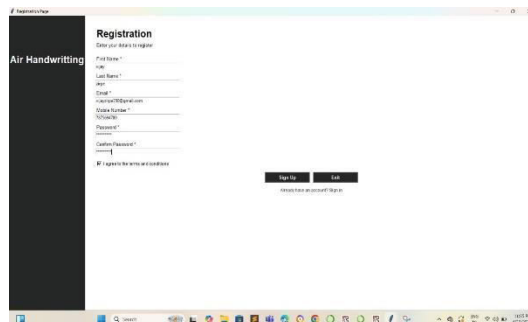 Registration Page
Registration
Enter your details to register
Air Handwritting
First Name *
Last Name *
Email *
Mobile Number *
Password *
Confirm Password *
I agree to the terms and conditions
Sign Up
Exit
Already have an account? Sign in
Search